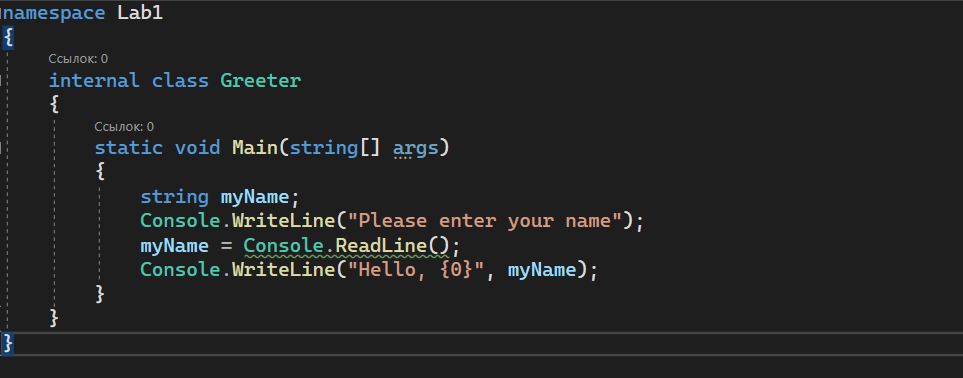 namespace Lab1
{
Ссылок: 0
internal class Greeter
{
Ссылок: 0
static void Main(string[] args)
{
string myName;
Console.WriteLine("Please enter your name");
myName = Console.ReadLine();
Console.WriteLine("Hello, {0}", myName);
}
}
}